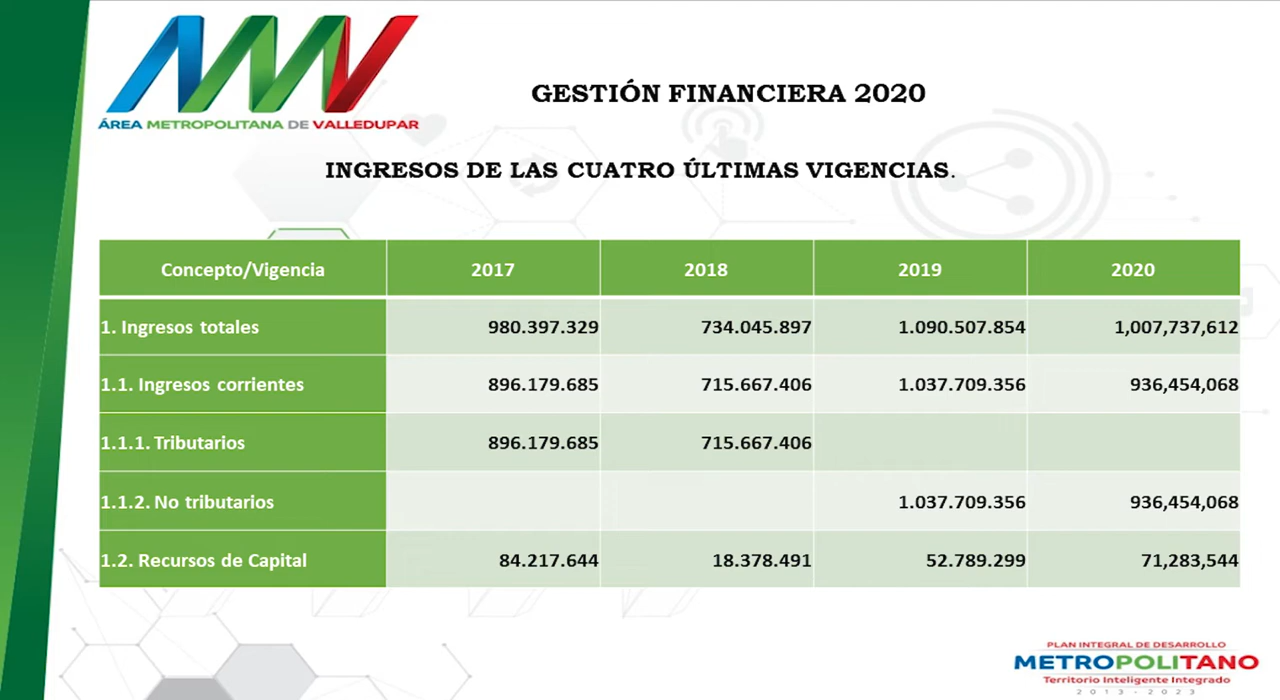 ÁREA METROPOLITANA DE VALLEDUPAR
GESTIÓN FINANCIERA 2020
INGRESOS DE LAS CUATRO ÚLTIMAS VIGENCIAS.
Concepto/Vigencia 2017 2018 2019 2020
1. Ingresos totales 980.397.329 734.045.897 1.090.507.854 1,007,737,612
1.1. Ingresos corrientes 896.179.685 715.667.406 1.037.709.356 936,454,068
1.1.1. Tributarios 896.179.685 715.667.406
1.1.2. No tributarios 1.037.709.356 936,454,068
1.2. Recursos de Capital 84.217.644 18.378.491 52.789.299 71,283,544
PLAN INTEGRAL DE DESARROLLO
METROPOLITANO
Territorio Inteligente Integrado
2013-2023